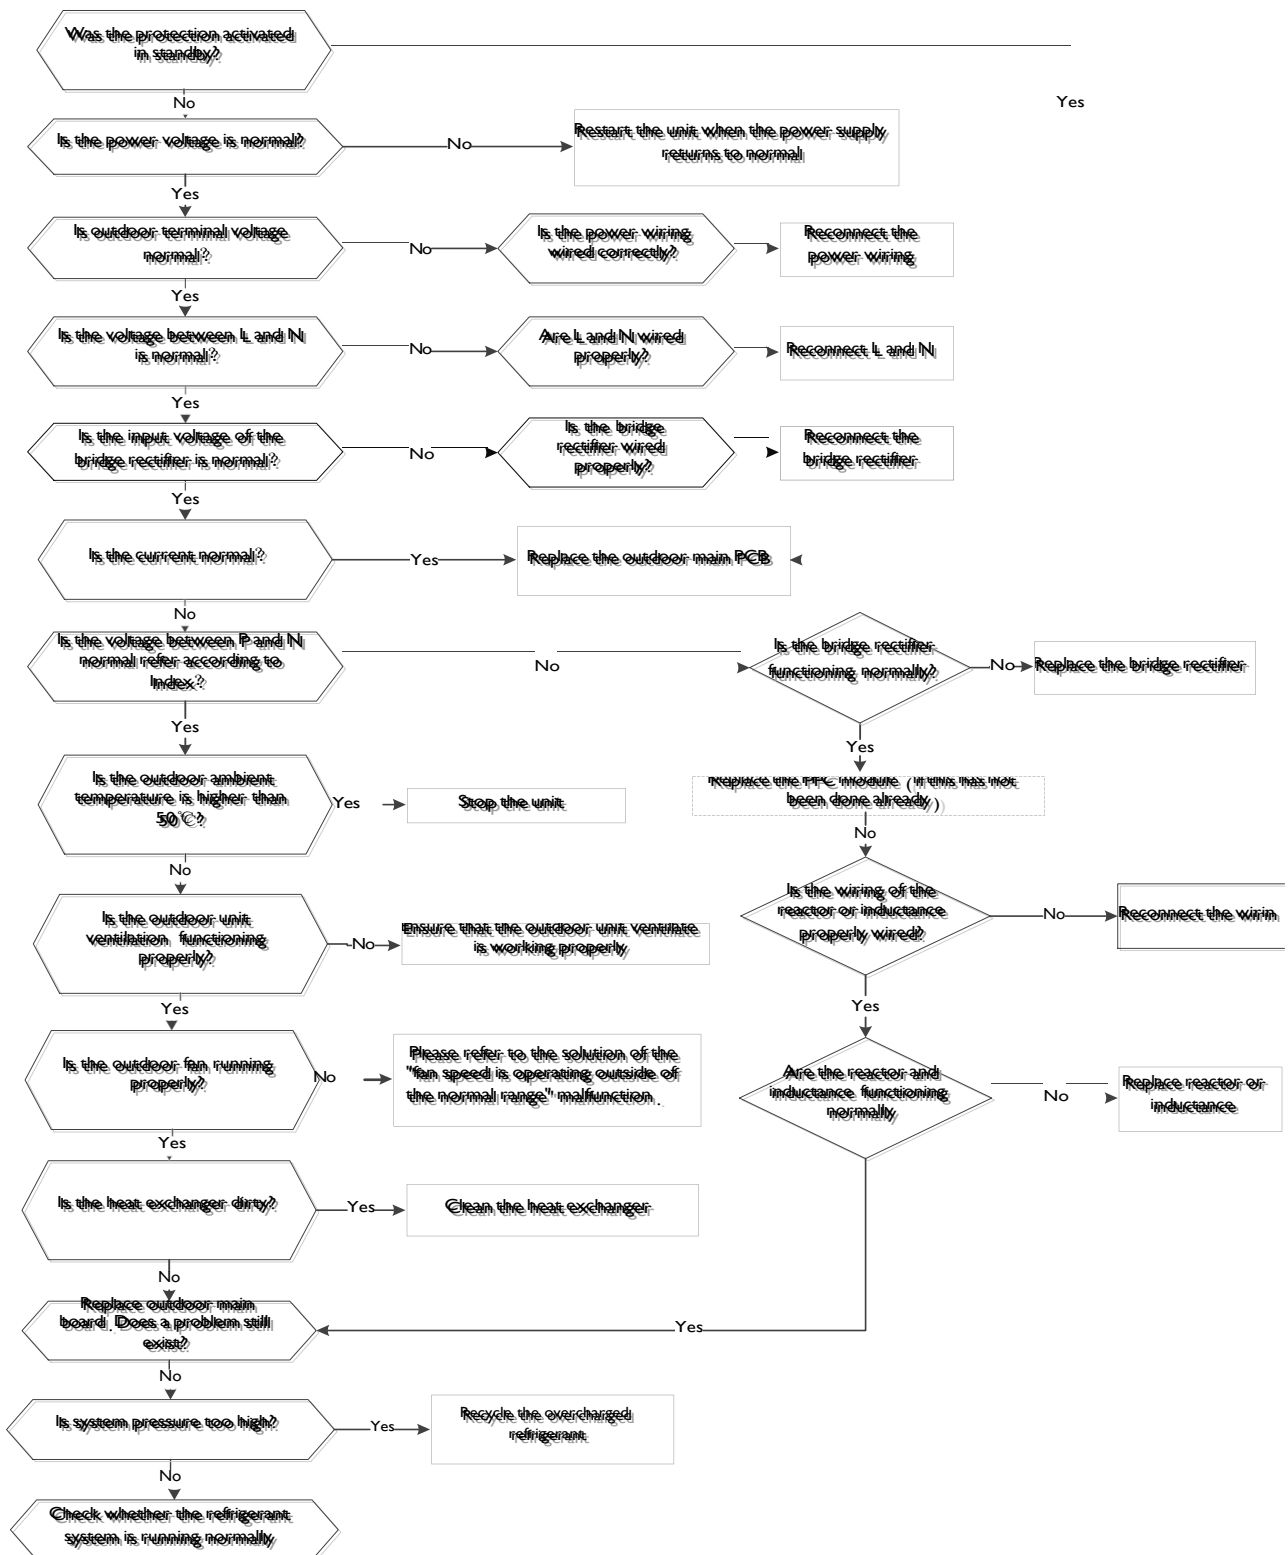 Was the protection activated
in standby?
Yes
No
Is the power voltage is normal?
No
Restart the unit when the power supply
returns to normal
Yes
Is outdoor terminal voltage
normal?
No
Is the power wiring
wired correctly?
Reconnect the
power wiring
Yes
Is the voltage between L and N
is normal?
No
Are L and N wired
properly?
Reconnect L and N
Yes
Is the input voltage of the
bridge rectifier is normal?
No
Is the bridge
rectifier wired
properly?
Reconnect the
bridge rectifier
Yes
Is the current normal?
Yes
Replace the outdoor main PCB
No
Is the voltage between P and N
normal refer according to
Index?
No
Is the bridge rectifier
functioning normally?
No
Replace the bridge rectifier
Yes
Yes
Is the outdoor ambient
temperature is higher than
50℃?
Yes
Stop the unit
Replace the PFC module (if this has not
been done already)
No
No
Is the wiring of the
reactor or inductance
properly wired?
No
Reconnect the wirin
Is the outdoor unit
ventilation functioning
properly?
No
Ensure that the outdoor unit ventilate
is working properly
Yes
Yes
Is the outdoor fan running
properly?
No
Please refer to the solution of the
"fan speed is operating outside of
the normal range" malfunction.
Are the reactor and
inductance functioning
normally
No
Replace reactor or
inductance
Yes
Is the heat exchanger dirty?
Yes
Clean the heat exchanger
No
Replace outdoor main
board. Does a problem still
exist?
Yes
No
Is system pressure too high?
Yes
Recycle the overcharged
refrigerant
No
Check whether the refrigerant
system is running normally